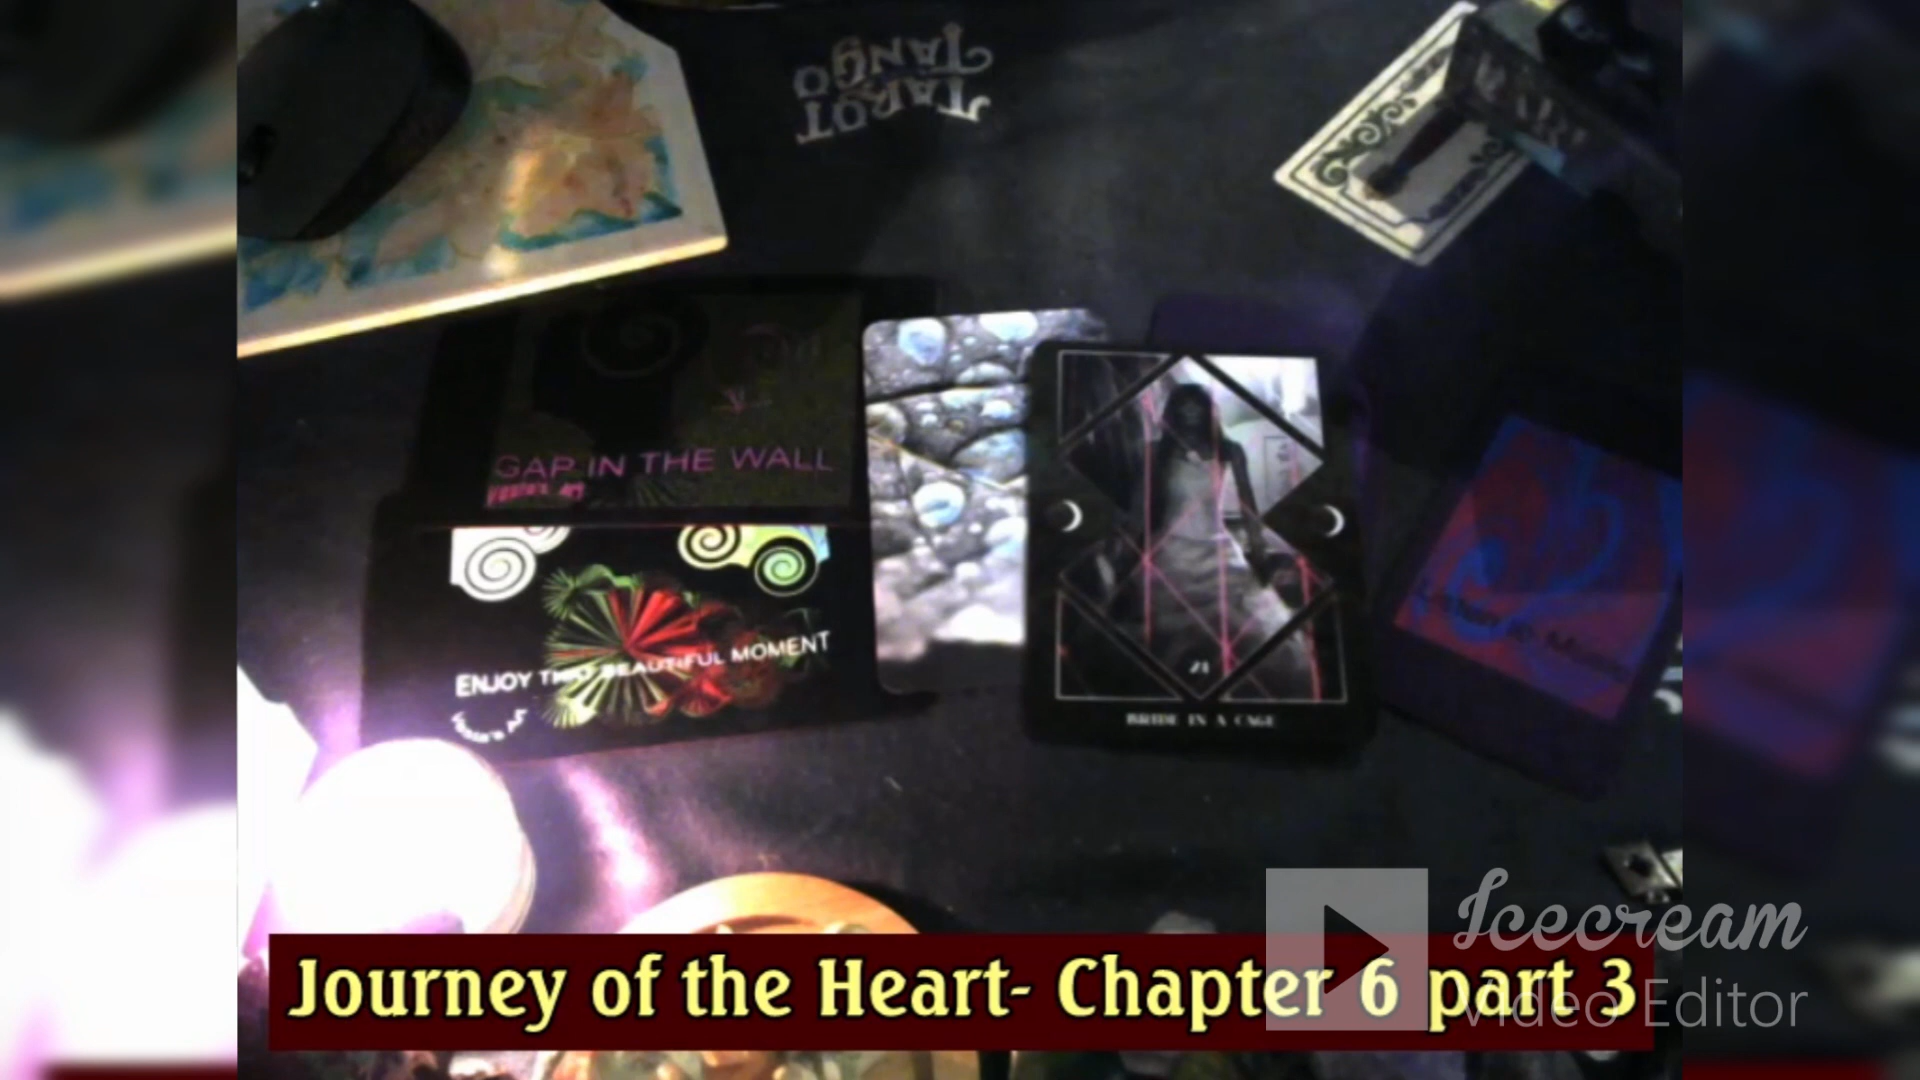 TAROT
TANGO
GAP IN THE WALL
ENJOY THIS BEAUTIFUL MOMENT
BRIDE IN A CAGE
Journey of the Heart- Chapter 6 part 3
Icecream
Video Editor